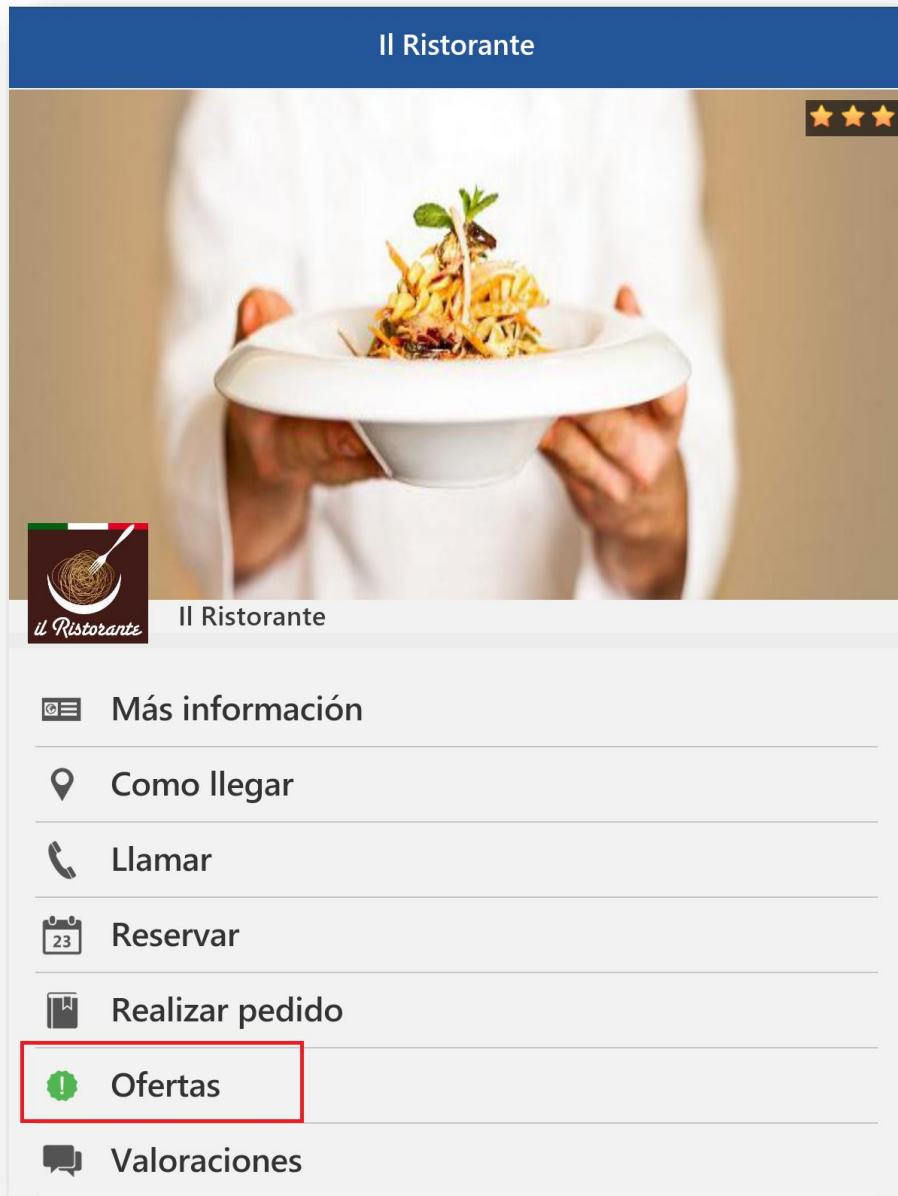 Il Ristorante
il Ristorante
Il Ristorante
Más información
Como llegar
Llamar
23
Reservar
Realizar pedido
Ofertas
Valoraciones